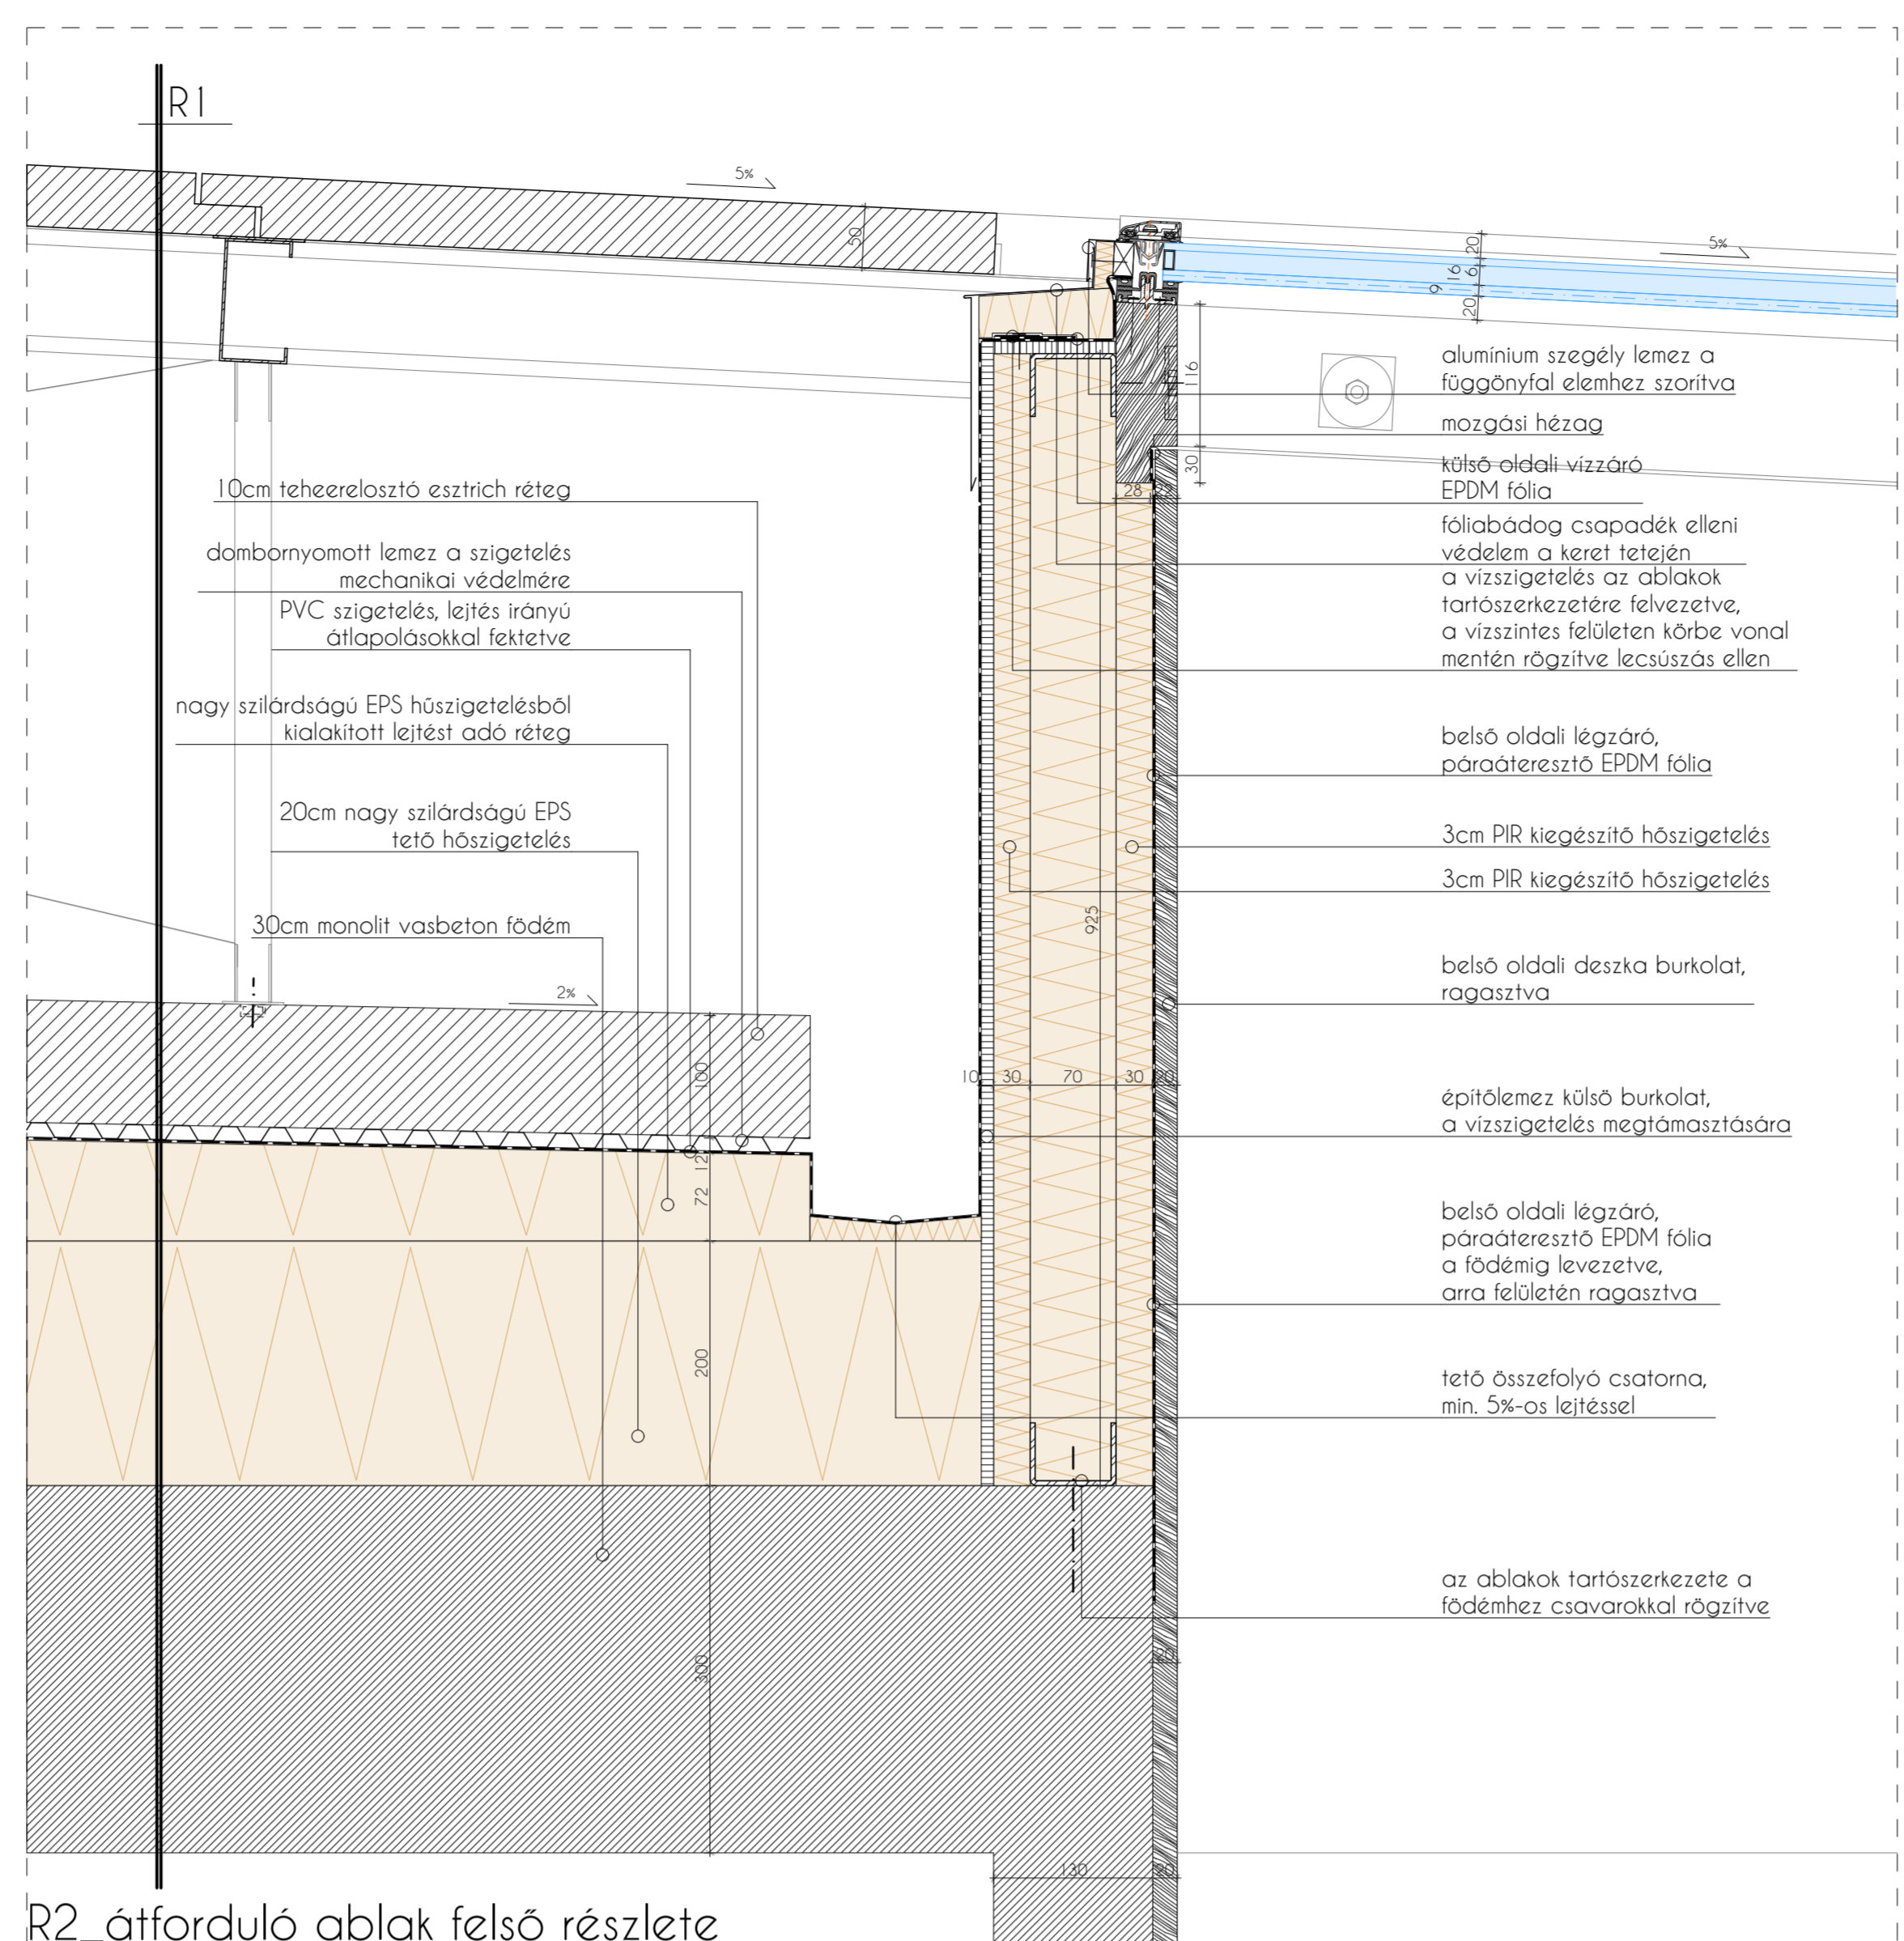 R1
5%
50
5%
20
6
16
9
20
116
30
28
22
alumínium szegély lemez a
függönyfal elemhez szorítva
mozgási hézag
külső oldali vízzáró
EPDM fólia
fóliabádog csapadék elleni
védelem a keret tetején
a vízszigetelés az ablakok
tartószerkezetére felvezetve,
a vízszintes felületen körbe vonal
mentén rögzítve lecsúszás ellen
belső oldali légzáró,
páraáteresztő EPDM fólia
3cm PIR kiegészítő hőszigetelés
3cm PIR kiegészítő hőszigetelés
belső oldali deszka burkolat,
ragasztva
építőlemez külsö burkolat,
a vízszigetelés megtámasztására
belső oldali légzáró,
páraáteresztő EPDM fólia
a födémig levezetve,
arra felületén ragasztva
tető összefolyó csatorna,
min. 5%-os lejtéssel
az ablakok tartószerkezete a
födémhez csavarokkal rögzítve
10cm teheerelosztó esztrich réteg
dombornyomott lemez a szigetelés
mechanikai védelmére
PVC szigetelés, lejtés irányú
átlapolásokkal fektetve
nagy szilárdságú EPS hűszigetelésből
kialakított lejtést adó réteg
20cm nagy szilárdságú EPS
tető hőszigetelés
30cm monolit vasbeton födém
2%
925
10 30 70 30 20
100
12
72
200
300
20
130 20
R2_átforduló ablak felső részlete